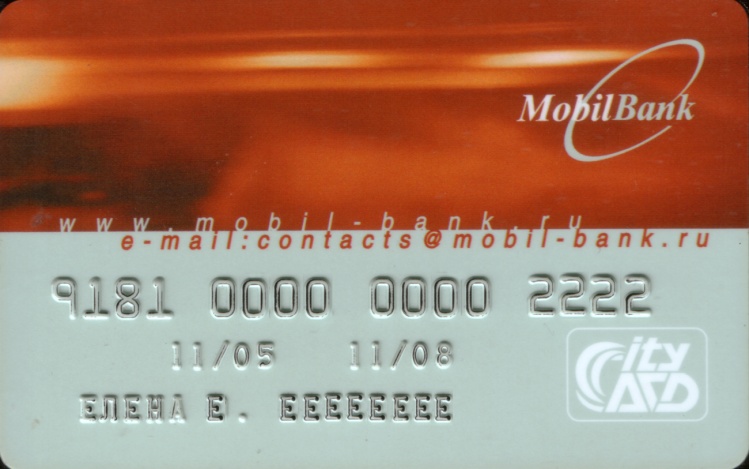 MobilBank
www.mobil-bank.ru
e-mail:contacts@mobil-bank.ru
9181 0000 0000 2222
11/05 11/08
ЕЛЕНА Е. ЕЕЕЕЕЕЕЕ
City
CARD